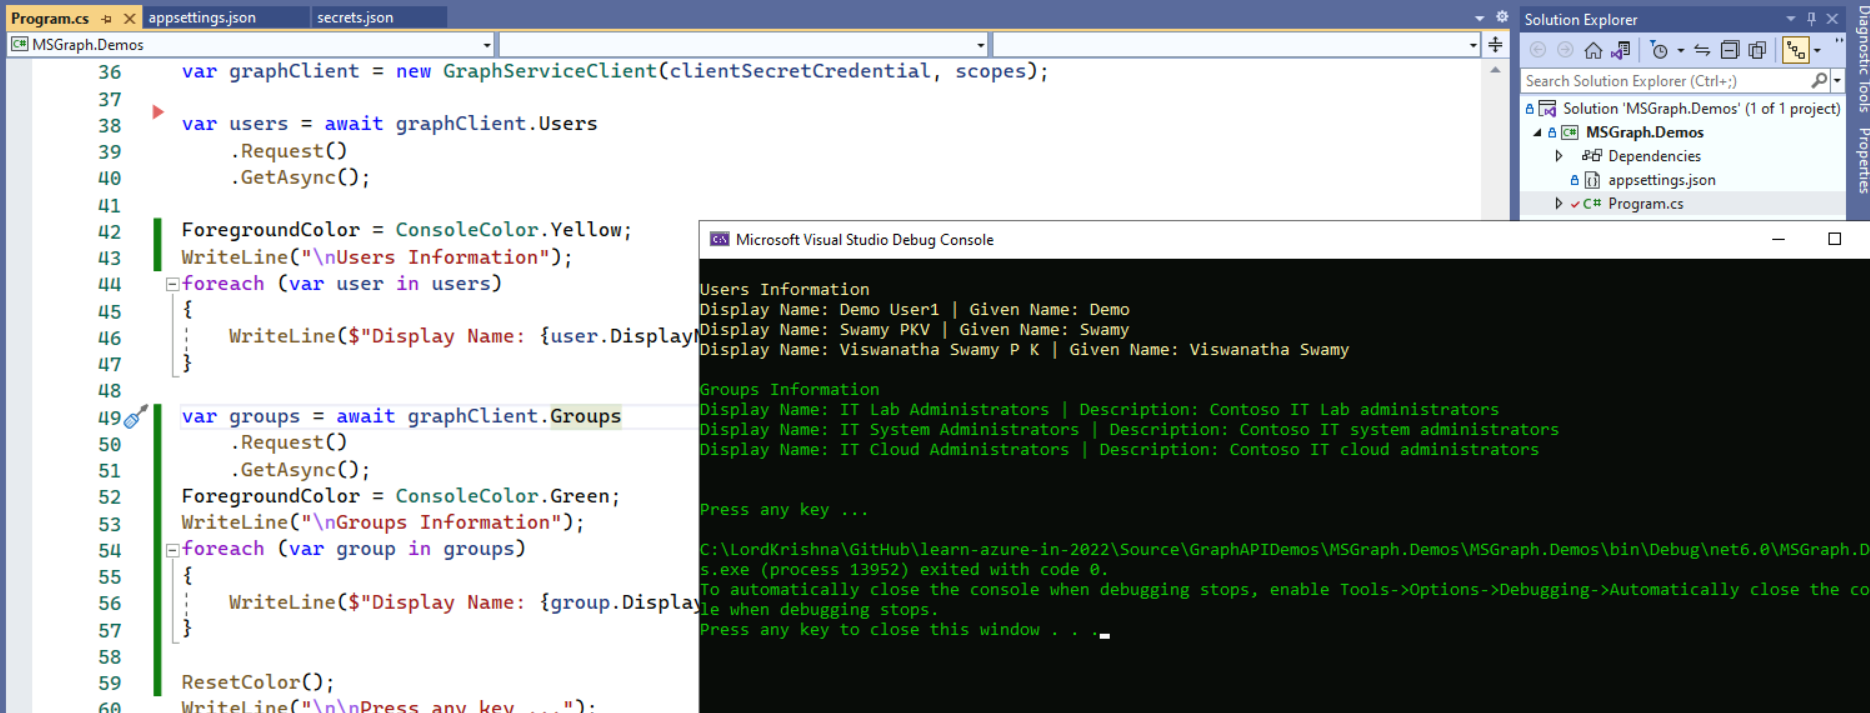 Program.cs
appsettings.json
secrets.json
MSGraph.Demos
36 var graphClient = new GraphServiceClient(clientSecretCredential, scopes);
37
38 var users = await graphClient.Users
39 .Request()
40 .GetAsync();
41
42 ForegroundColor = ConsoleColor.Yellow;
43 WriteLine("\nUsers Information");
44 foreach (var user in users)
45 {
46 WriteLine($"Display Name: {user.Display
47 }
48
49 var groups = await graphClient.Groups
50 .Request()
51 .GetAsync();
52 ForegroundColor = ConsoleColor.Green;
53 WriteLine("\nGroups Information");
54 foreach (var group in groups)
55 {
56 WriteLine($"Display Name: {group.Display
57 }
58
59 ResetColor();
60 WriteLine("\n\nPress any key ...");
Microsoft Visual Studio Debug Console
Users Information
Display Name: Demo User1 | Given Name: Demo
Display Name: Swamy PKV | Given Name: Swamy
Display Name: Viswanatha Swamy P K | Given Name: Viswanatha Swamy
Groups Information
Display Name: IT Lab Administrators | Description: Contoso IT Lab administrators
Display Name: IT System Administrators | Description: Contoso IT system administrators
Display Name: IT Cloud Administrators | Description: Contoso IT cloud administrators
Press any key ...
C:\LordKrishna\GitHub\learn-azure-in-2022\Source\GraphAPIDemos\MSGraph.Demos\MSGraph.Demos\bin\Debug\net6.0\MSGraph.D
s.exe (process 13952) exited with code 0.
To automatically close the console when debugging stops, enable Tools->Options->Debugging->Automatically close the co
le when debugging stops.
Press any key to close this window . . .
Solution Explorer
Search Solution Explorer (Ctrl+;)
Solution 'MSGraph.Demos' (1 of 1 project)
C# MSGraph.Demos
Dependencies
appsettings.json
C# Program.cs
Diagnostic Tools
Properties